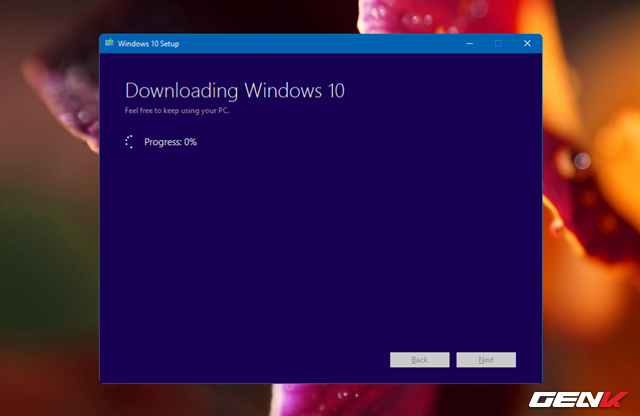 Windows 10 Setup
Downloading Windows 10
Feel free to keep using your PC.
Progress: 0%
Back
Next
GENK